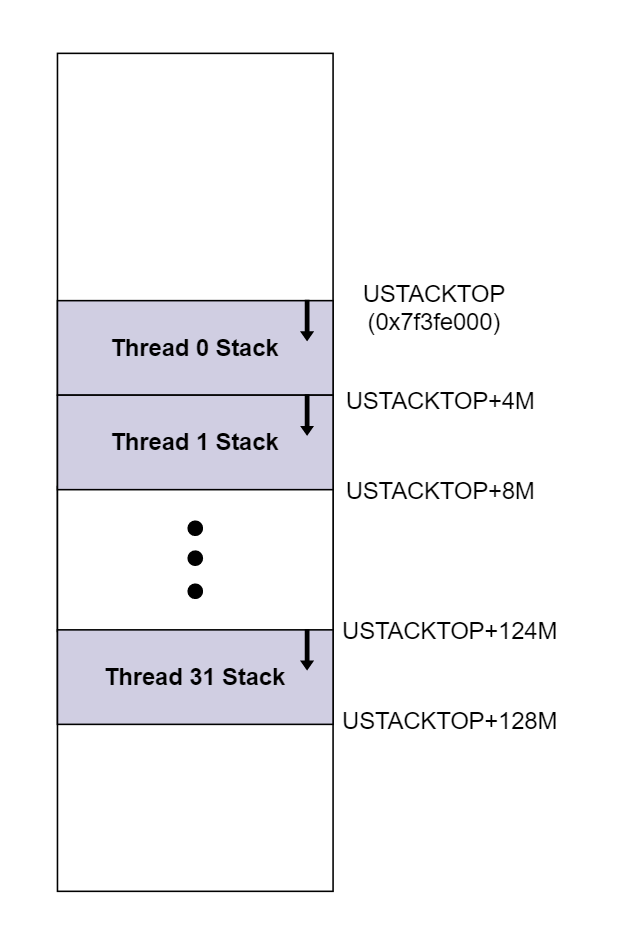 USTACKTOP
(0x7f3fe000)
Thread 0 Stack
USTACKTOP+4M
Thread 1 Stack
USTACKTOP+8M
USTACKTOP+124M
Thread 31 Stack
USTACKTOP+128M